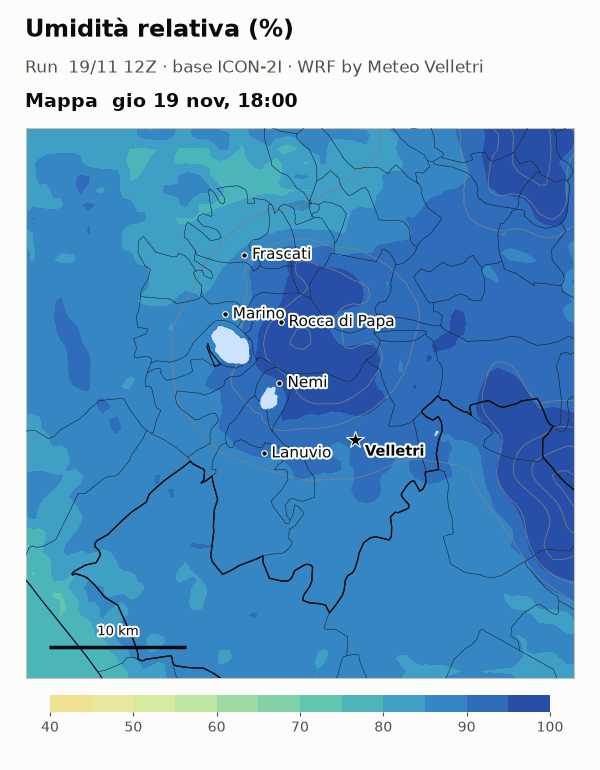 Umidità relativa (%)
Run  19/11 12Z · base ICON-2I · WRF by Meteo Velletri
Mappa  gio 19 nov, 18:00
Frascati
Marino
Rocca di Papa
Nemi
Velletri
Lanuvio
10 km
40 50 60 70 80 90 100